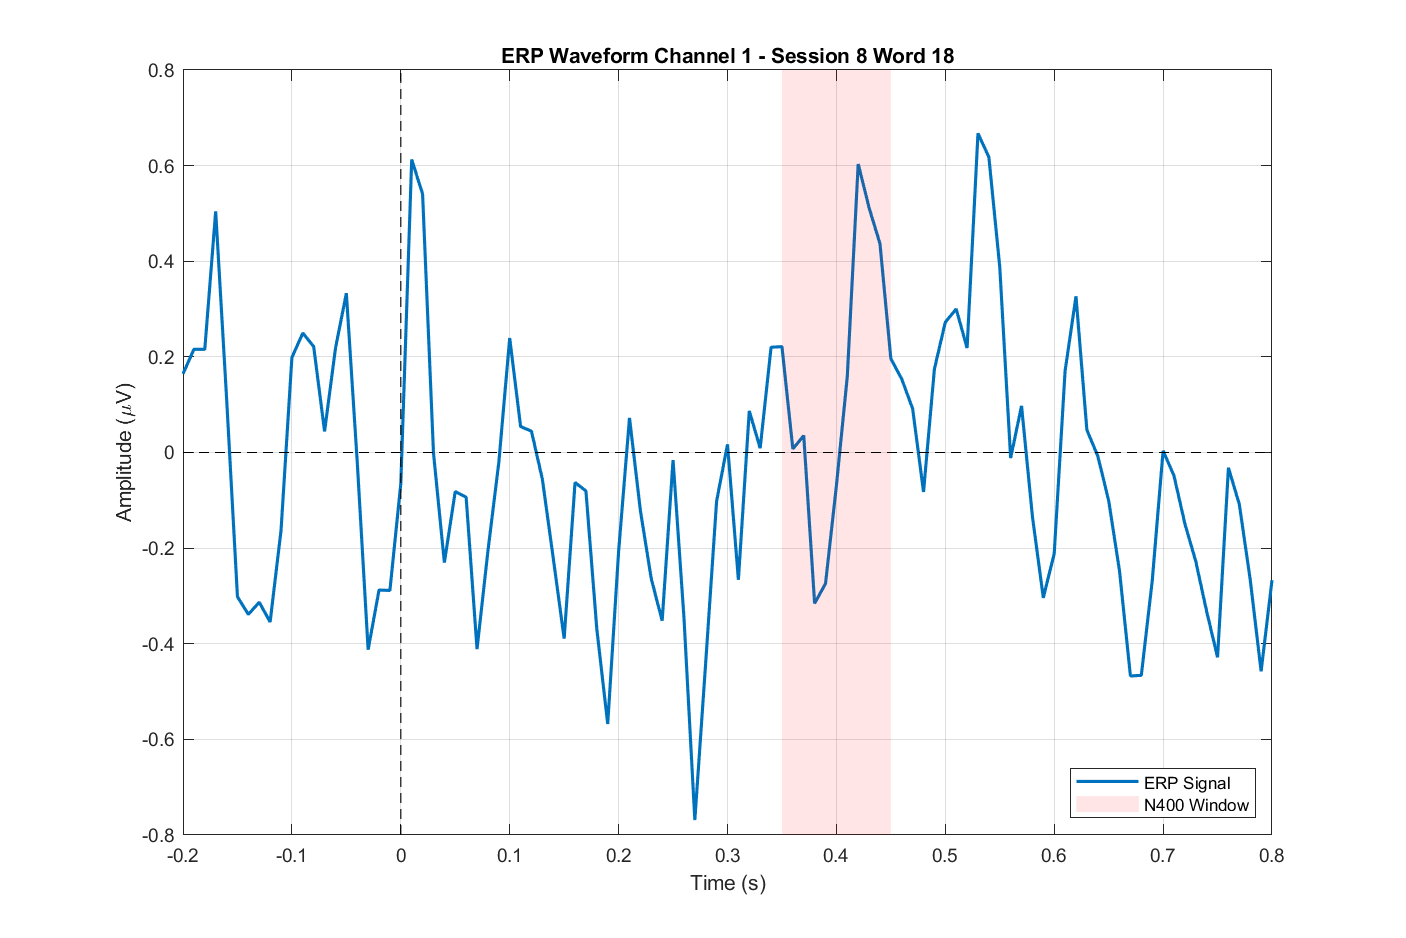 ERP Waveform Channel 1 - Session 8 Word 18
Amplitude (μV)
0.8
0.6
0.4
0.2
0
-0.2
-0.4
-0.6
-0.8
-0.2 -0.1 0 0.1 0.2 0.3 0.4 0.5 0.6 0.7 0.8
Time (s)
ERP Signal
N400 Window